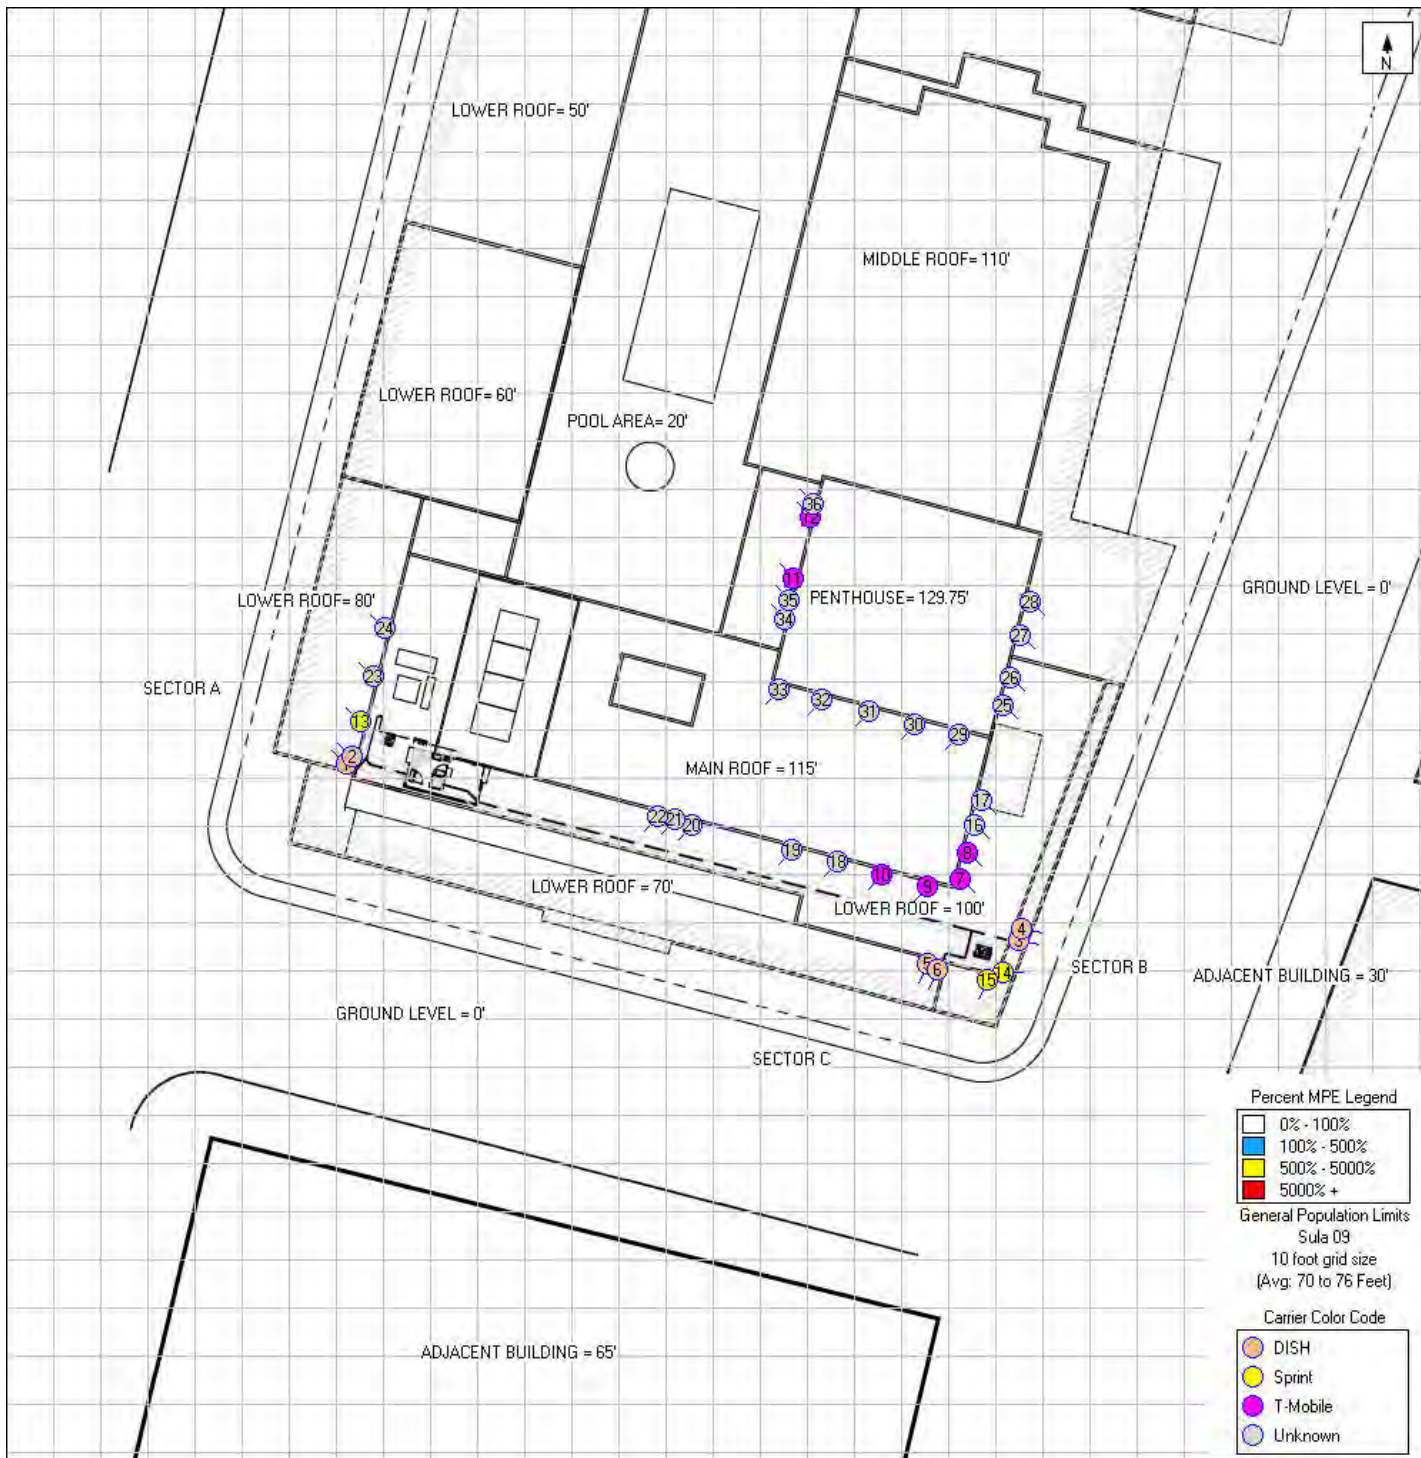 N
LOWER ROOF= 50'
MIDDLE ROOF= 110'
LOWER ROOF= 60'
POOL AREA= 20'
36
12
11
35
34
PENTHOUSE= 129.75'
28
27
GROUND LEVEL = 0'
LOWER ROOF= 80'
24
23
26
25
SECTOR A
33
32
31
30
29
13
2
1
MAIN ROOF = 115'
17
16
22
21
20
19
18
10
9
8
7
LOWER ROOF = 70'
LOWER ROOF = 100'
4
3
5
6
14
15
SECTOR B
ADJACENT BUILDING = 30'
GROUND LEVEL = 0'
SECTOR C
Percent MPE Legend
0% - 100%
100% - 500%
500% - 5000%
5000% +
General Population Limits
Sula 09
10 foot grid size
(Avg: 70 to 76 Feet)
Carrier Color Code
DISH
Sprint
T-Mobile
Unknown
ADJACENT BUILDING = 65'